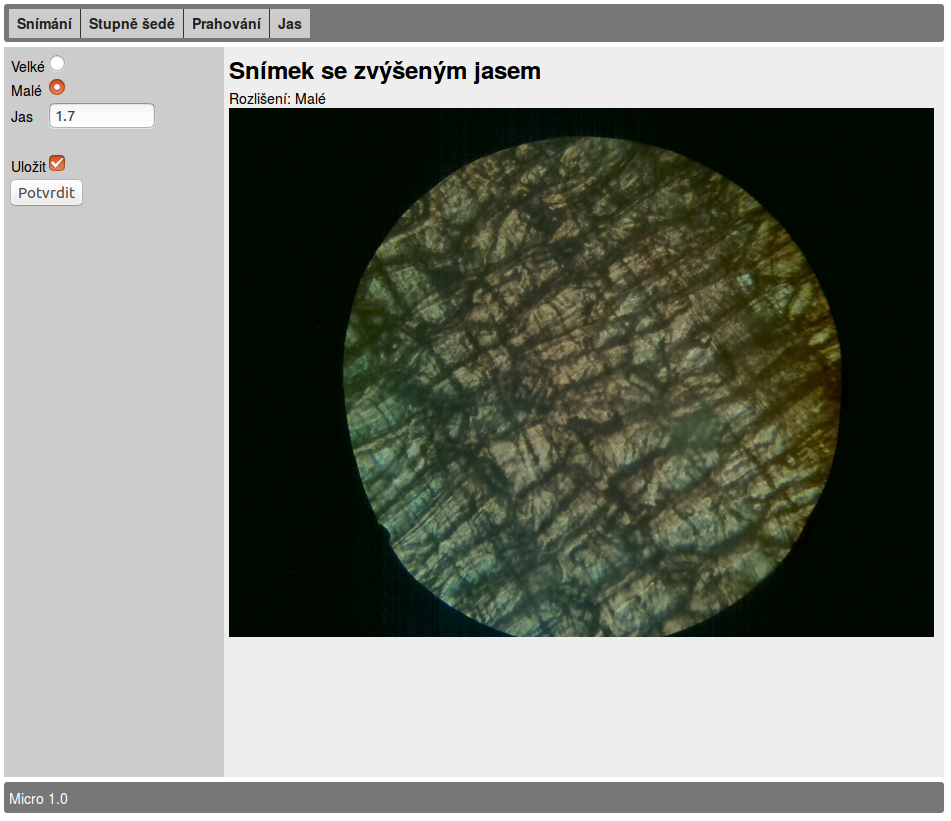 Snímání Stupně šedé Prahování Jas
Velké
Malé
Jas 1.7
Uložit
Potvrdit
Snímek se zvýšeným jasem
Rozlišení: Malé
Micro 1.0